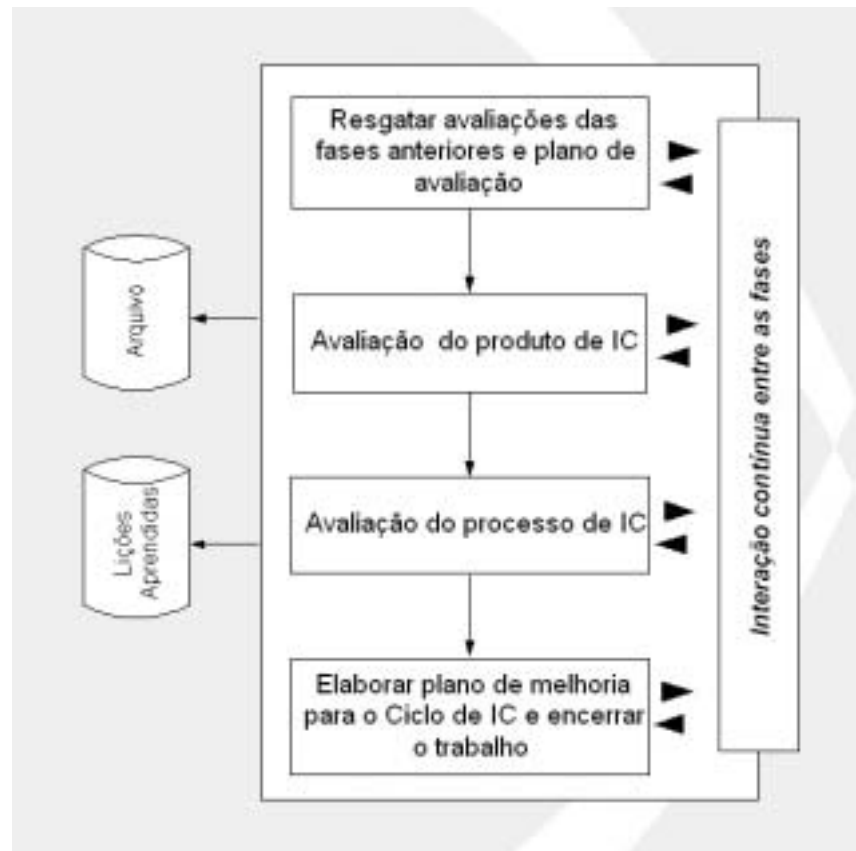 Resgatar avaliações das
fases anteriores e plano de
avaliação
Avaliação do produto de IC
Avaliação do processo de IC
Elaborar plano de melhoria
para o Ciclo de IC e encerrar
o trabalho
Arquivo
Lições
Aprendidas
Interação contínua entre as fases